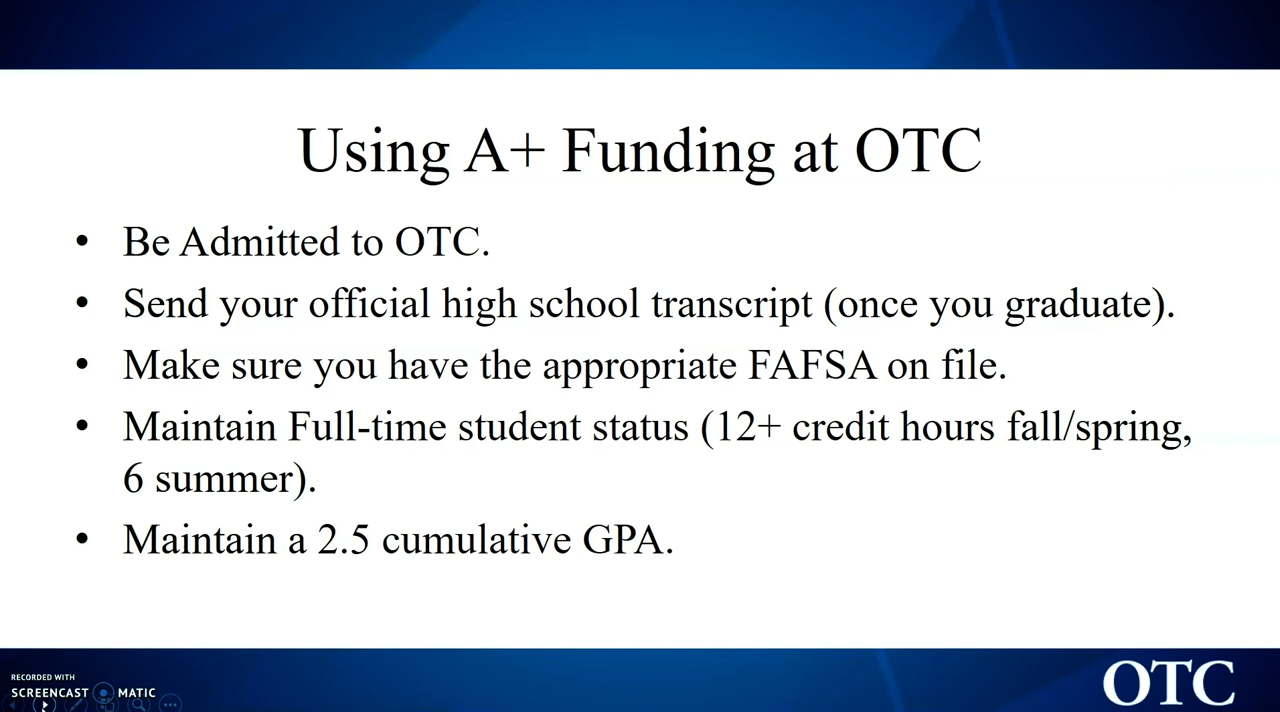 Using A+ Funding at OTC
• Be Admitted to OTC.
• Send your official high school transcript (once you graduate).
• Make sure you have the appropriate FAFSA on file.
• Maintain Full-time student status (12+ credit hours fall/spring,
6 summer).
• Maintain a 2.5 cumulative GPA.
RECORDED WITH
SCREENCAST MATIC
OTC